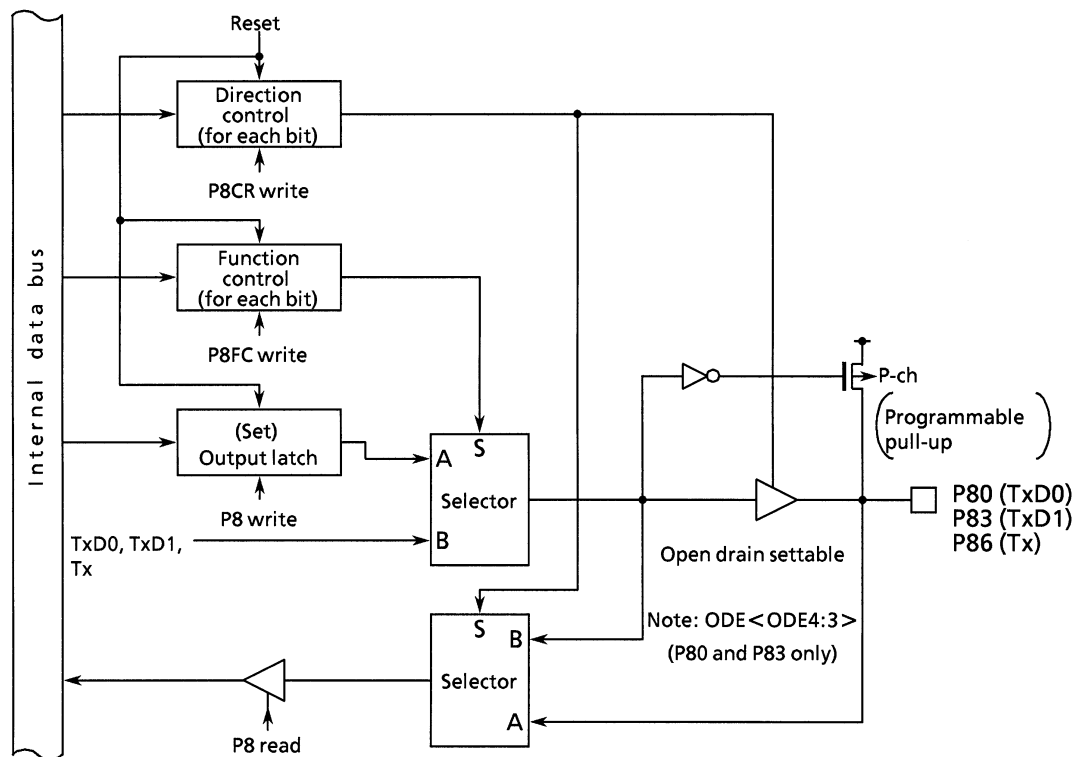 Reset
Direction
control
(for each bit)
P8CR write
Function
control
(for each bit)
P8FC write
Internal data bus
P-ch
(Programmable
pull-up)
(Set)
Output latch
S
A
Selector
B
P8 write
TxD0, TxD1,
Tx
P80 (TxD0)
P83 (TxD1)
P86 (Tx)
Open drain settable
Note: ODE<ODE4:3>
(P80 and P83 only)
S
B
Selector
A
P8 read